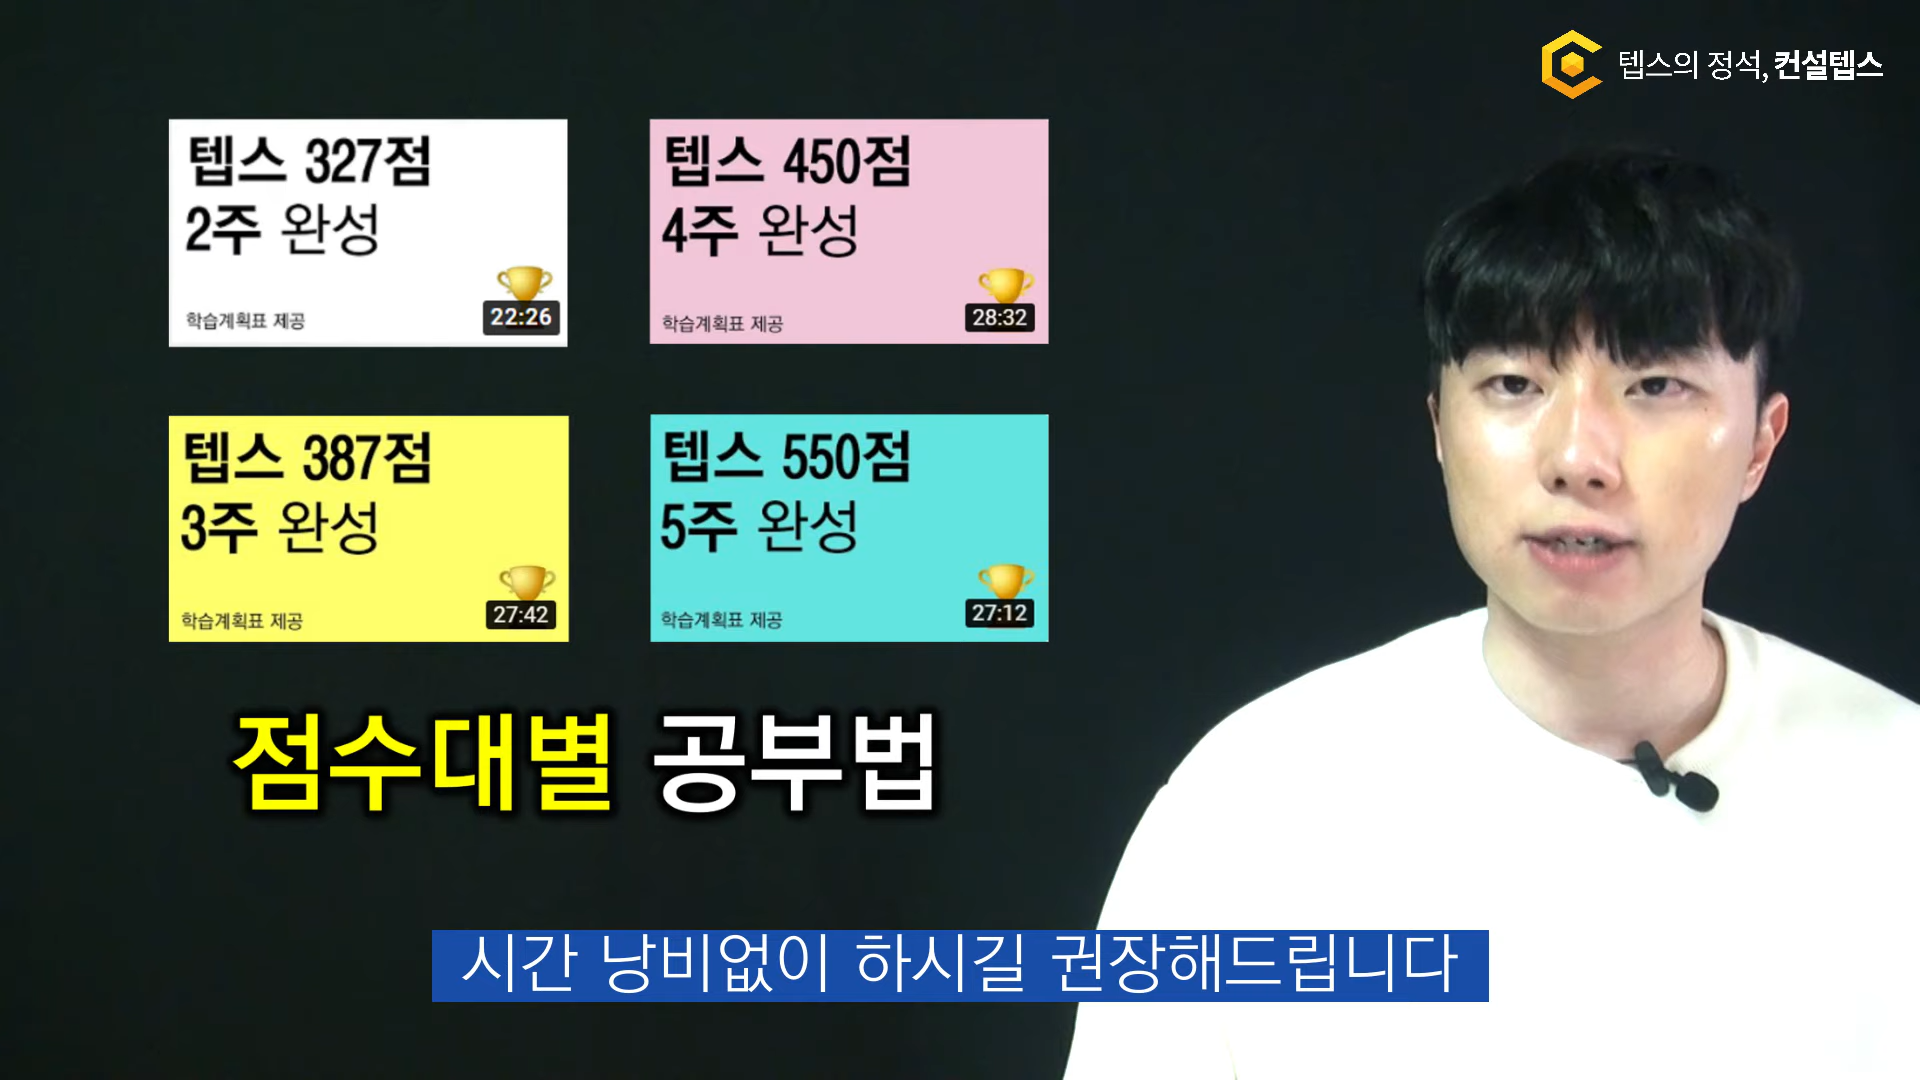 텝스의 정석, 컨설텝스
텝스 327점
2주 완성
학습계획표 제공
22:26
텝스 450점
4주 완성
학습계획표 제공
28:32
텝스 387점
3주 완성
학습계획표 제공
27:42
텝스 550점
5주 완성
학습계획표 제공
27:12
점수대별 공부법
시간 낭비없이 하시길 권장해드립니다